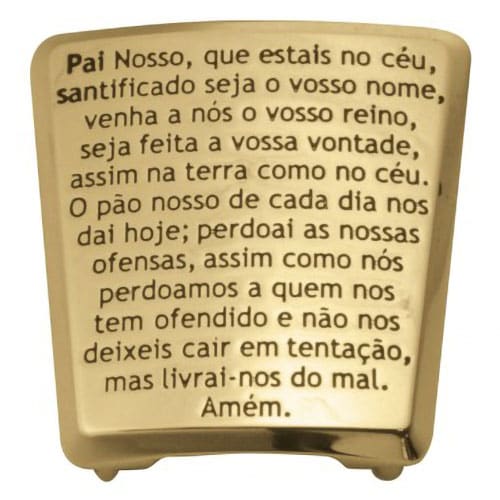 Pai Nosso, que estais no céu,
santificado seja o vosso nome,
venha a nós o vosso reino,
seja feita a vossa vontade,
assim na terra como no céu.
O pão nosso de cada dia nos
dai hoje; perdoai as nossas
ofensas, assim como nós
perdoamos a quem nos
tem ofendido e não nos
deixeis cair em tentação,
mas livrai-nos do mal.
Amém.